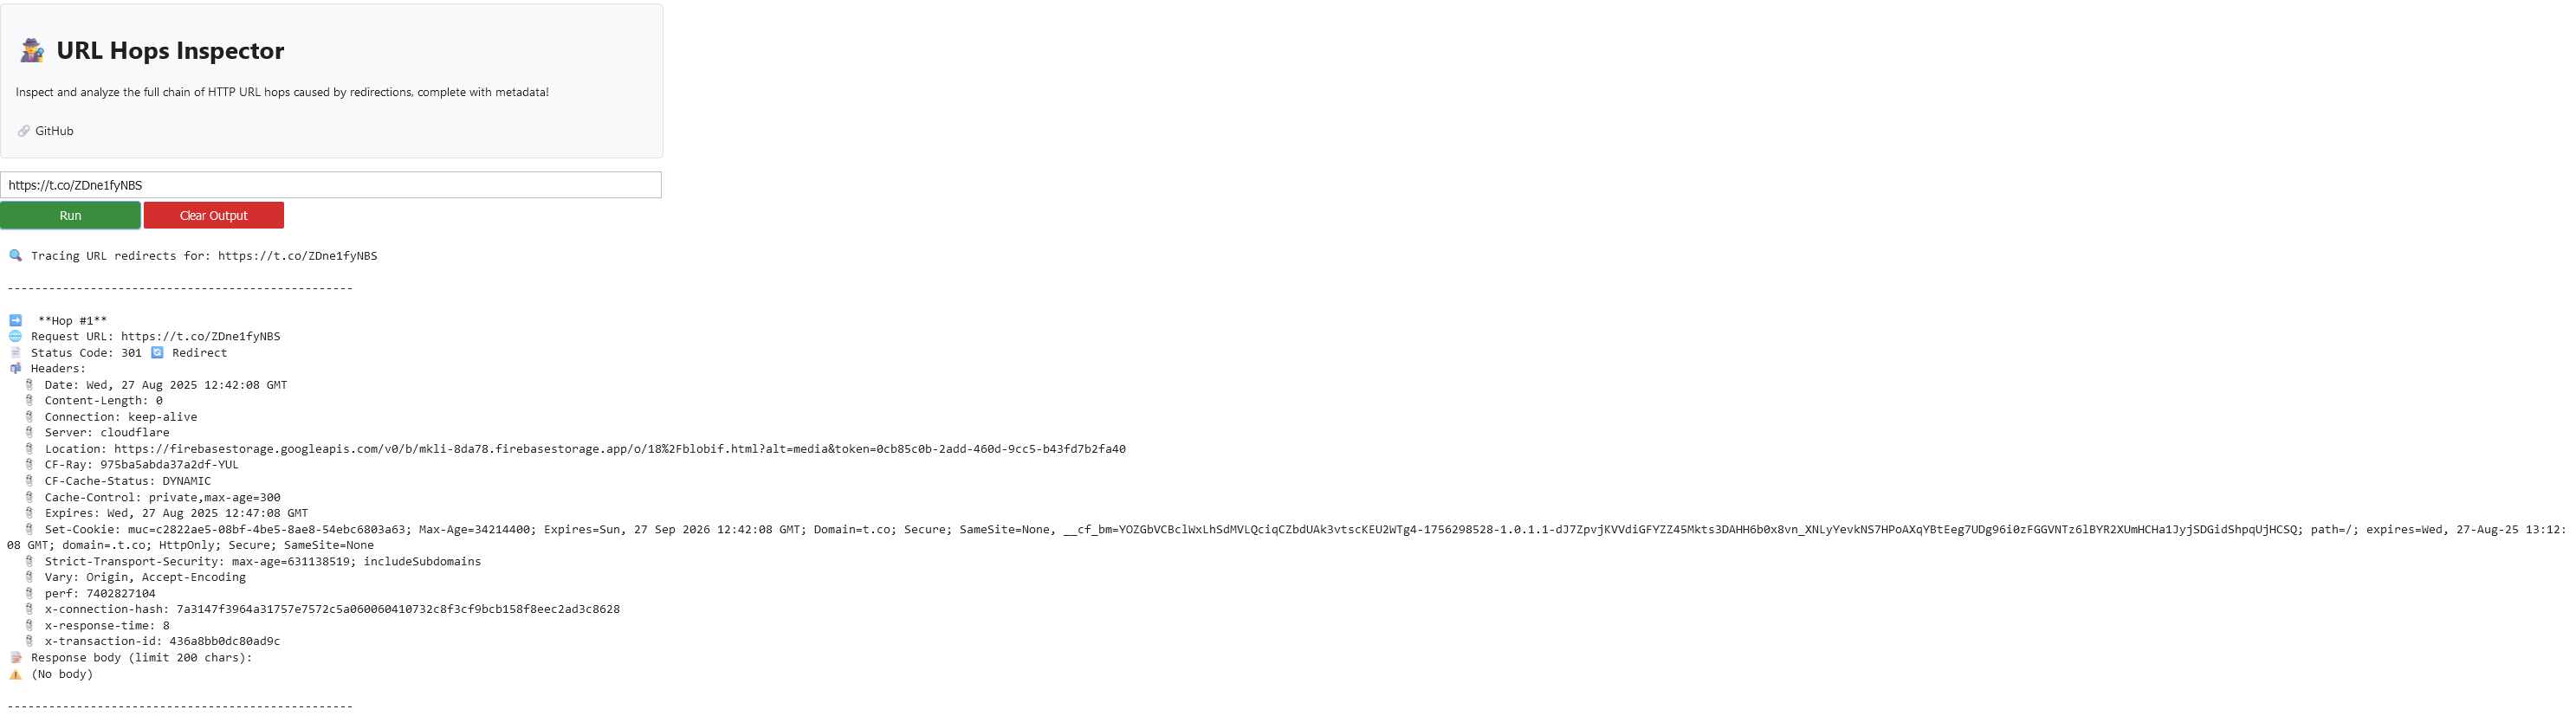 URL Hops Inspector
Inspect and analyze the full chain of HTTP URL hops caused by redirections, complete with metadata!
GitHub
https://t.co/ZDne1fyNBS
Run Clear Output
Tracing URL redirects for: https://t.co/ZDne1fyNBS
--------------------------------------------------
**Hop #1**
Request URL: https://t.co/ZDne1fyNBS
Status Code: 301 Redirect
Headers:
Date: Wed, 27 Aug 2025 12:42:08 GMT
Content-Length: 0
Connection: keep-alive
Server: cloudflare
Location: https://firebasestorage.googleapis.com/v0/b/mkli-8da78.firebasestorage.app/o/18%2Fblobif.html?alt=media&token=0cb85c0b-2add-460d-9cc5-b43fd7b2fa40
CF-Ray: 975ba5abda37a2df-YUL
CF-Cache-Status: DYNAMIC
Cache-Control: private,max-age=300
Expires: Wed, 27 Aug 2025 12:47:08 GMT
Set-Cookie: muc=c2822ae5-08bf-4be5-8ae8-54ebc6803a63; Max-Age=34214400; Expires=Sun, 27 Sep 2026 12:42:08 GMT; Domain=t.co; Secure; SameSite=None, __cf_bm=YOZGbVCBclWxLhSdMVLQciqCZbdUAk3vtscKEU2WTg4-1756298528-1.0.1.1-dJ7ZpvjKVVdiGFYZZ45Mkts3DAHH6b0x8vn_XNLyYevkNS7HPoAXqYBtEeg7UDg96i0zFGGVNTz6lBYR2XUmHCHa1JyjSDGidShpqUjHCSQ; path=/; expires=Wed, 27-Aug-25 13:12:
08 GMT; domain=.t.co; HttpOnly; Secure; SameSite=None
Strict-Transport-Security: max-age=631138519; includeSubdomains
Vary: Origin, Accept-Encoding
perf: 7402827104
x-connection-hash: 7a3147f3964a31757e7572c5a060060410732c8f3cf9bcb158f8eec2ad3c8628
x-response-time: 8
x-transaction-id: 436a8bb0dc80ad9c
Response body (limit 200 chars):
(No body)
--------------------------------------------------